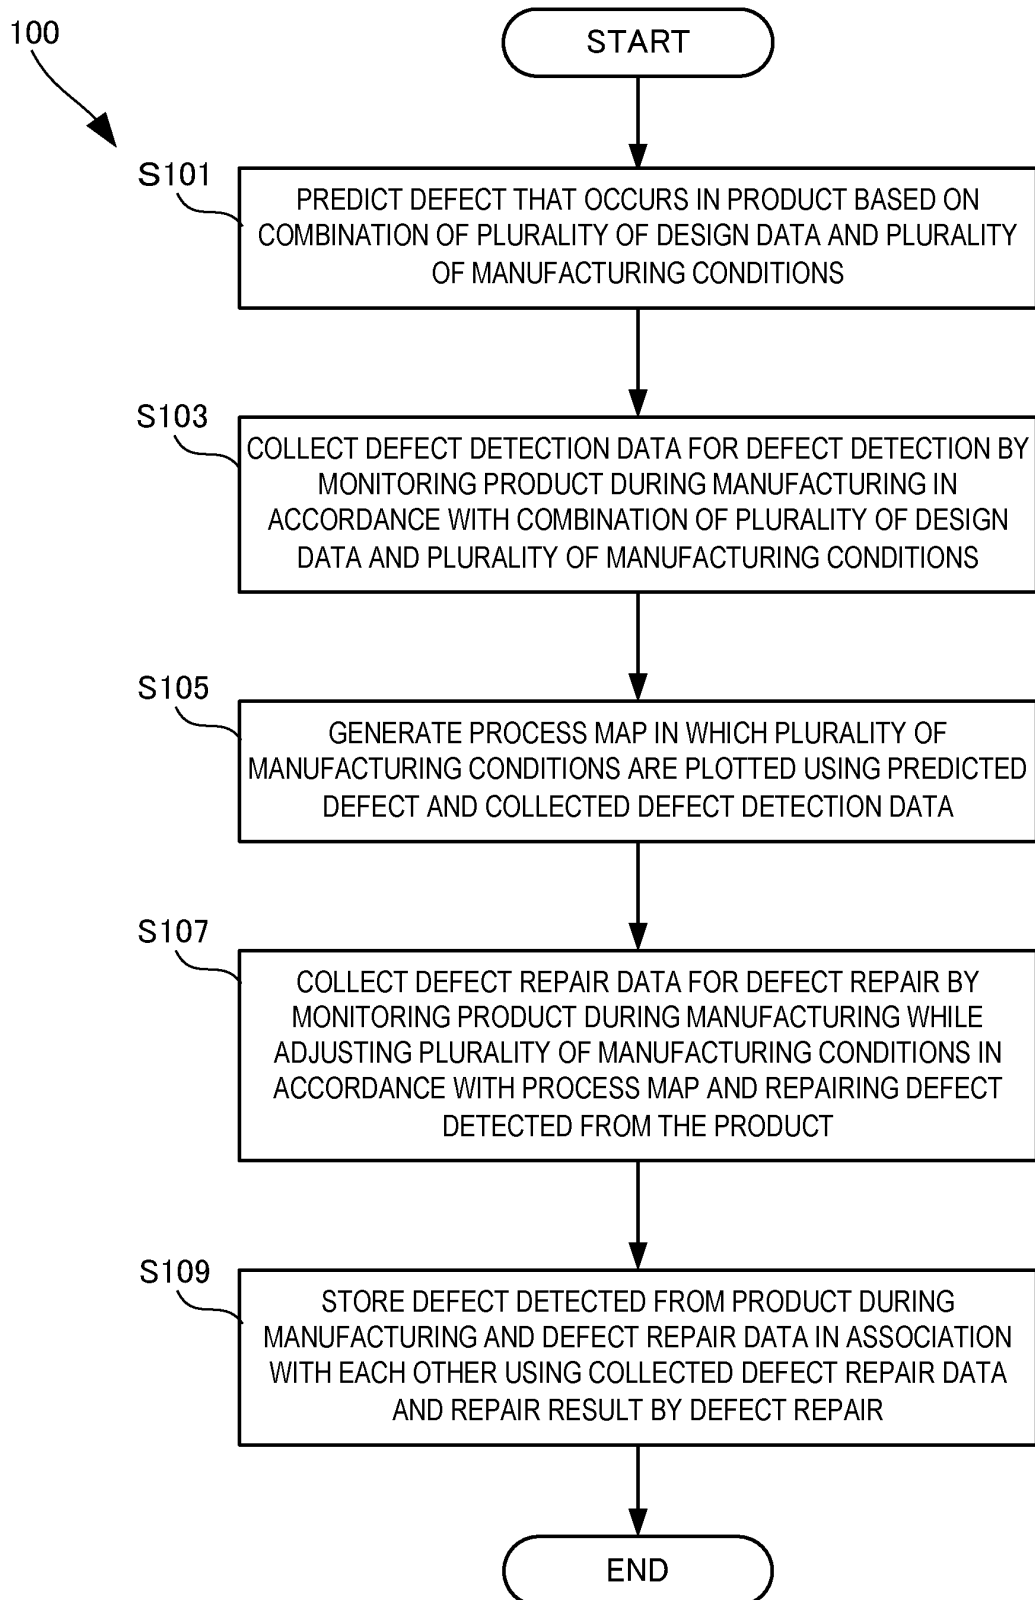 100
START
S101
PREDICT DEFECT THAT OCCURS IN PRODUCT BASED ON
COMBINATION OF PLURALITY OF DESIGN DATA AND PLURALITY
OF MANUFACTURING CONDITIONS
S103
COLLECT DEFECT DETECTION DATA FOR DEFECT DETECTION BY
MONITORING PRODUCT DURING MANUFACTURING IN
ACCORDANCE WITH COMBINATION OF PLURALITY OF DESIGN
DATA AND PLURALITY OF MANUFACTURING CONDITIONS
S105
GENERATE PROCESS MAP IN WHICH PLURALITY OF
MANUFACTURING CONDITIONS ARE PLOTTED USING PREDICTED
DEFECT AND COLLECTED DEFECT DETECTION DATA
S107
COLLECT DEFECT REPAIR DATA FOR DEFECT REPAIR BY
MONITORING PRODUCT DURING MANUFACTURING WHILE
ADJUSTING PLURALITY OF MANUFACTURING CONDITIONS IN
ACCORDANCE WITH PROCESS MAP AND REPAIRING DEFECT
DETECTED FROM THE PRODUCT
S109
STORE DEFECT DETECTED FROM PRODUCT DURING
MANUFACTURING AND DEFECT REPAIR DATA IN ASSOCIATION
WITH EACH OTHER USING COLLECTED DEFECT REPAIR DATA
AND REPAIR RESULT BY DEFECT REPAIR
END